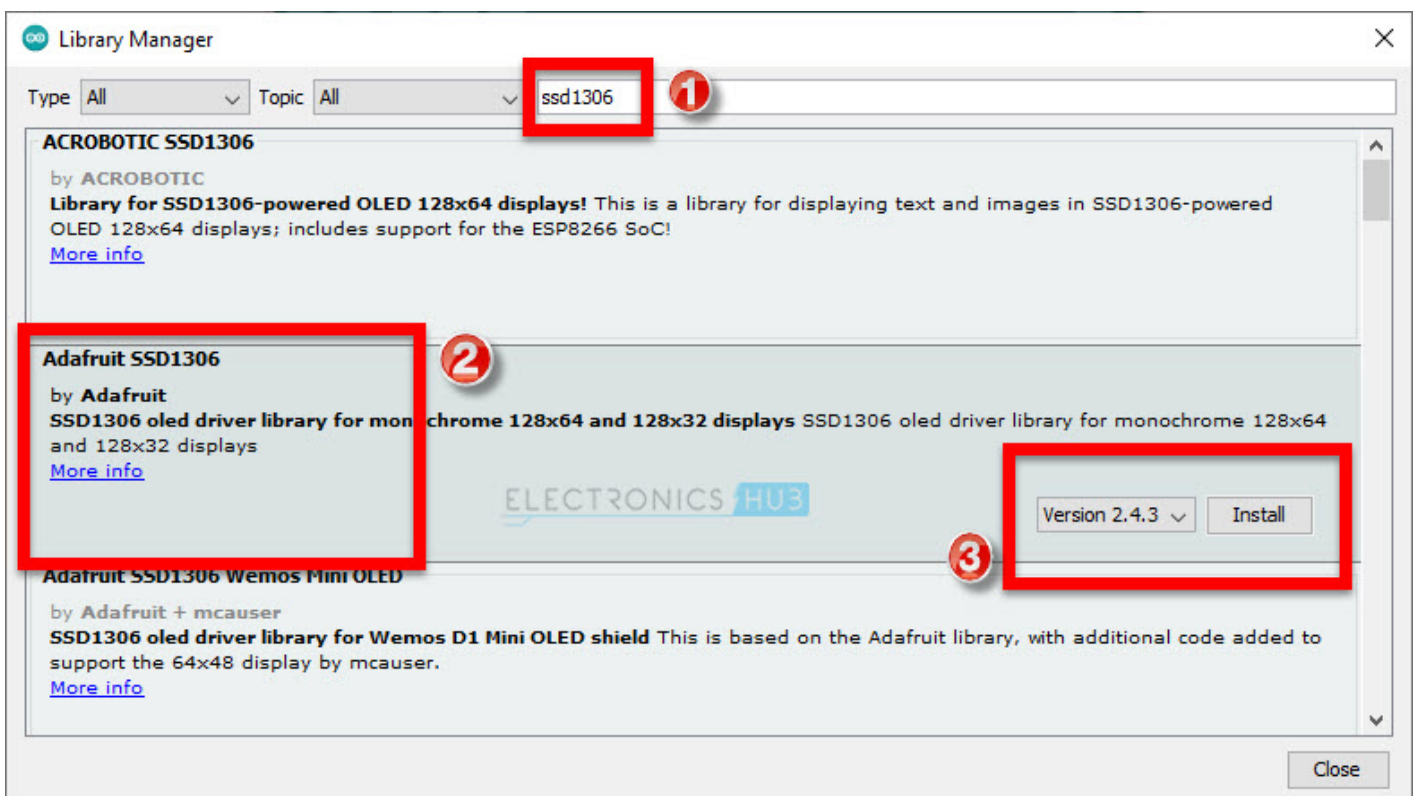 Library Manager
Type All Topic All ssd1306 1
ACROBOTIC SSD1306
by ACROBOTIC
Library for SSD1306-powered OLED 128x64 displays! This is a library for displaying text and images in SSD1306-powered
OLED 128x64 displays; includes support for the ESP8266 SoC!
More info
Adafruit SSD1306
2
by Adafruit
SSD1306 oled driver library for monochrome 128x64 and 128x32 displays SSD1306 oled driver library for monochrome 128x64
and 128x32 displays
More info
ELECTRONICS HUB
Version 2.4.3 Install
3
Adafruit SSD1306 Wemos Mini OLED
by Adafruit + mcauser
SSD1306 oled driver library for Wemos D1 Mini OLED shield This is based on the Adafruit library, with additional code added to
support the 64x48 display by mcauser.
More info
Close